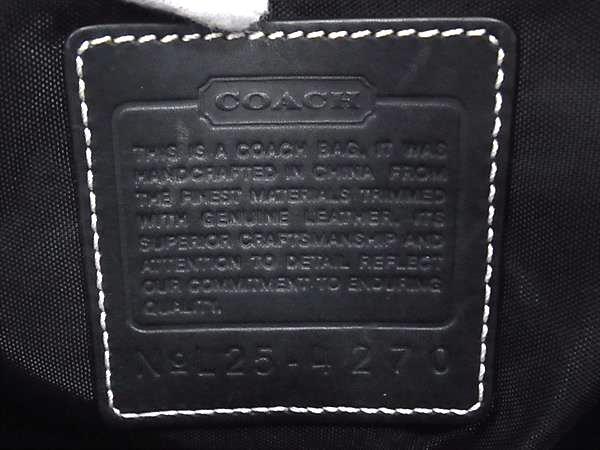 COACH
THIS IS A COACH BAG. IT WAS
HANDCRAFTED IN CHINA FROM
THE FINEST MATERIALS TRIMMED
WITH GENUINE LEATHER. ITS
SUPERIOR CRAFTSMANSHIP AND
ATTENTION TO DETAIL REFLECT
OUR COMMITMENT TO ENDURING
QUALITY.
Nº L25-4270